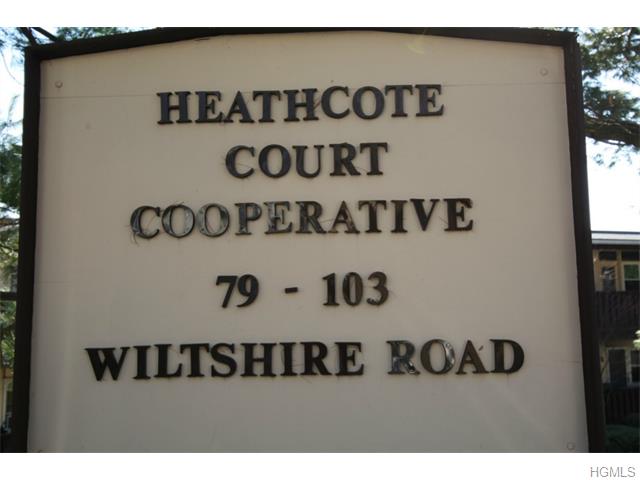 HEATHCOTE
COURT
COOPERATIVE
79 - 103
WILTSHIRE ROAD
HGMLS